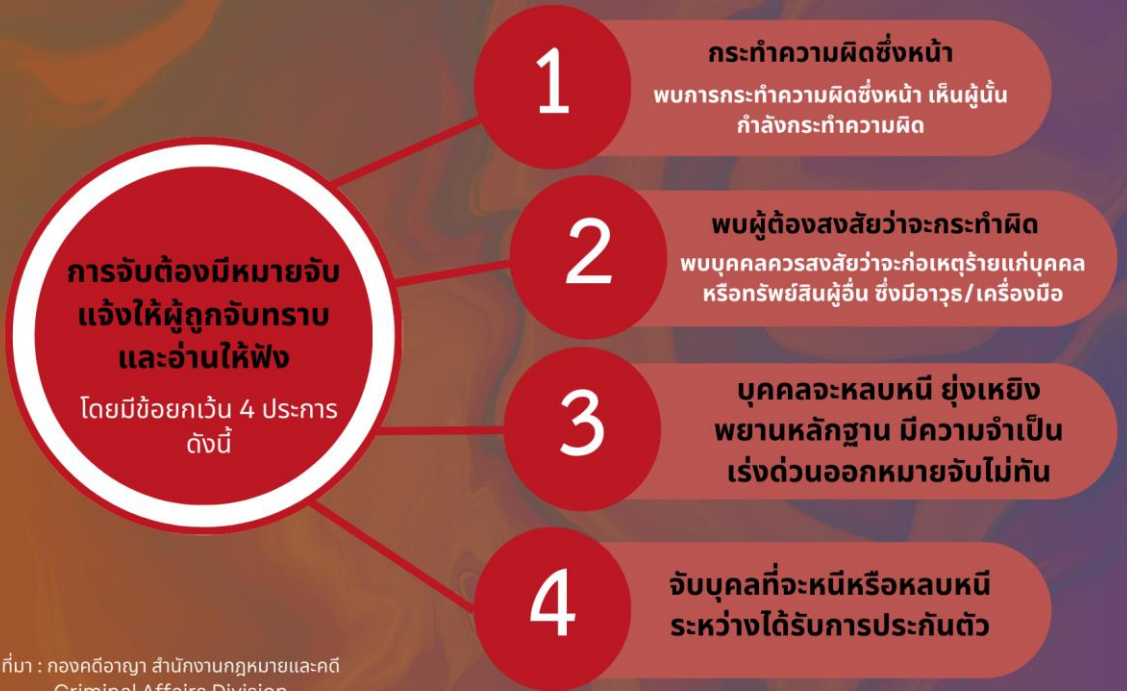 การจับต้องมีหมายจับ
แจ้งให้ผู้ถูกจับทราบ
และอ่านให้ฟัง
โดยมีข้อยกเว้น 4 ประการ
ดังนี้
1
กระทำความผิดซึ่งหน้า
พบการกระทำความผิดซึ่งหน้า เห็นผู้นั้น
กำลังกระทำความผิด
2
พบผู้ต้องสงสัยว่าจะกระทำผิด
พบบุคคลควรสงสัยว่าจะก่อเหตุร้ายแก่บุคคล
หรือทรัพย์สินผู้อื่น ซึ่งมีอาวุธ/เครื่องมือ
3
บุคคลจะหลบหนี ยุ่งเหยิง
พยานหลักฐาน มีความจำเป็น
เร่งด่วนออกหมายจับไม่ทัน
4
จับบุคลที่จะหนีหรือหลบหนี
ระหว่างได้รับการประกันตัว
ที่มา : กองคดีอาญา สำนักงานกฎหมายและคดี
Criminal Affairs Division